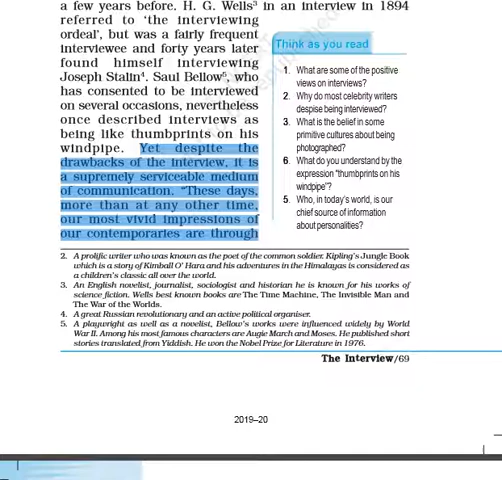 a few years before. H. G. Wells³ in an interview in 1894
referred to ‘the interviewing
ordeal’, but was a fairly frequent
interviewee and forty years later
found himself interviewing
Joseph Stalin⁴. Saul Bellow⁵, who
has consented to be interviewed
on several occasions, nevertheless
once described interviews as
being like thumbprints on his
windpipe. Yet despite the
drawbacks of the interview, it is
a supremely serviceable medium
of communication. “These days,
more than at any other time,
our most vivid impressions of
our contemporaries are through
Think as you read
1. What are some of the positive
views on interviews?
2. Why do most celebrity writers
despise being interviewed?
3. What is the belief in some
primitive cultures about being
photographed?
6. What do you understand by the
expression “thumbprints on his
windpipe”?
5. Who, in today’s world, is our
chief source of information
about personalities?
2. A prolific writer who was known as the poet of the common soldier. Kipling’s Jungle Book
which is a story of Kimball O’ Hara and his adventures in the Himalayas is considered as
a children’s classic all over the world.
3. An English novelist, journalist, sociologist and historian he is known for his works of
science fiction. Wells best known books are The Time Machine, The Invisible Man and
The War of the Worlds.
4. A great Russian revolutionary and an active political organiser.
5. A playwright as well as a novelist, Bellow’s works were influenced widely by World
War II. Among his most famous characters are Augie March and Moses. He published short
stories translated from Yiddish. He won the Nobel Prize for Literature in 1976.
The Interview/69
2019–20